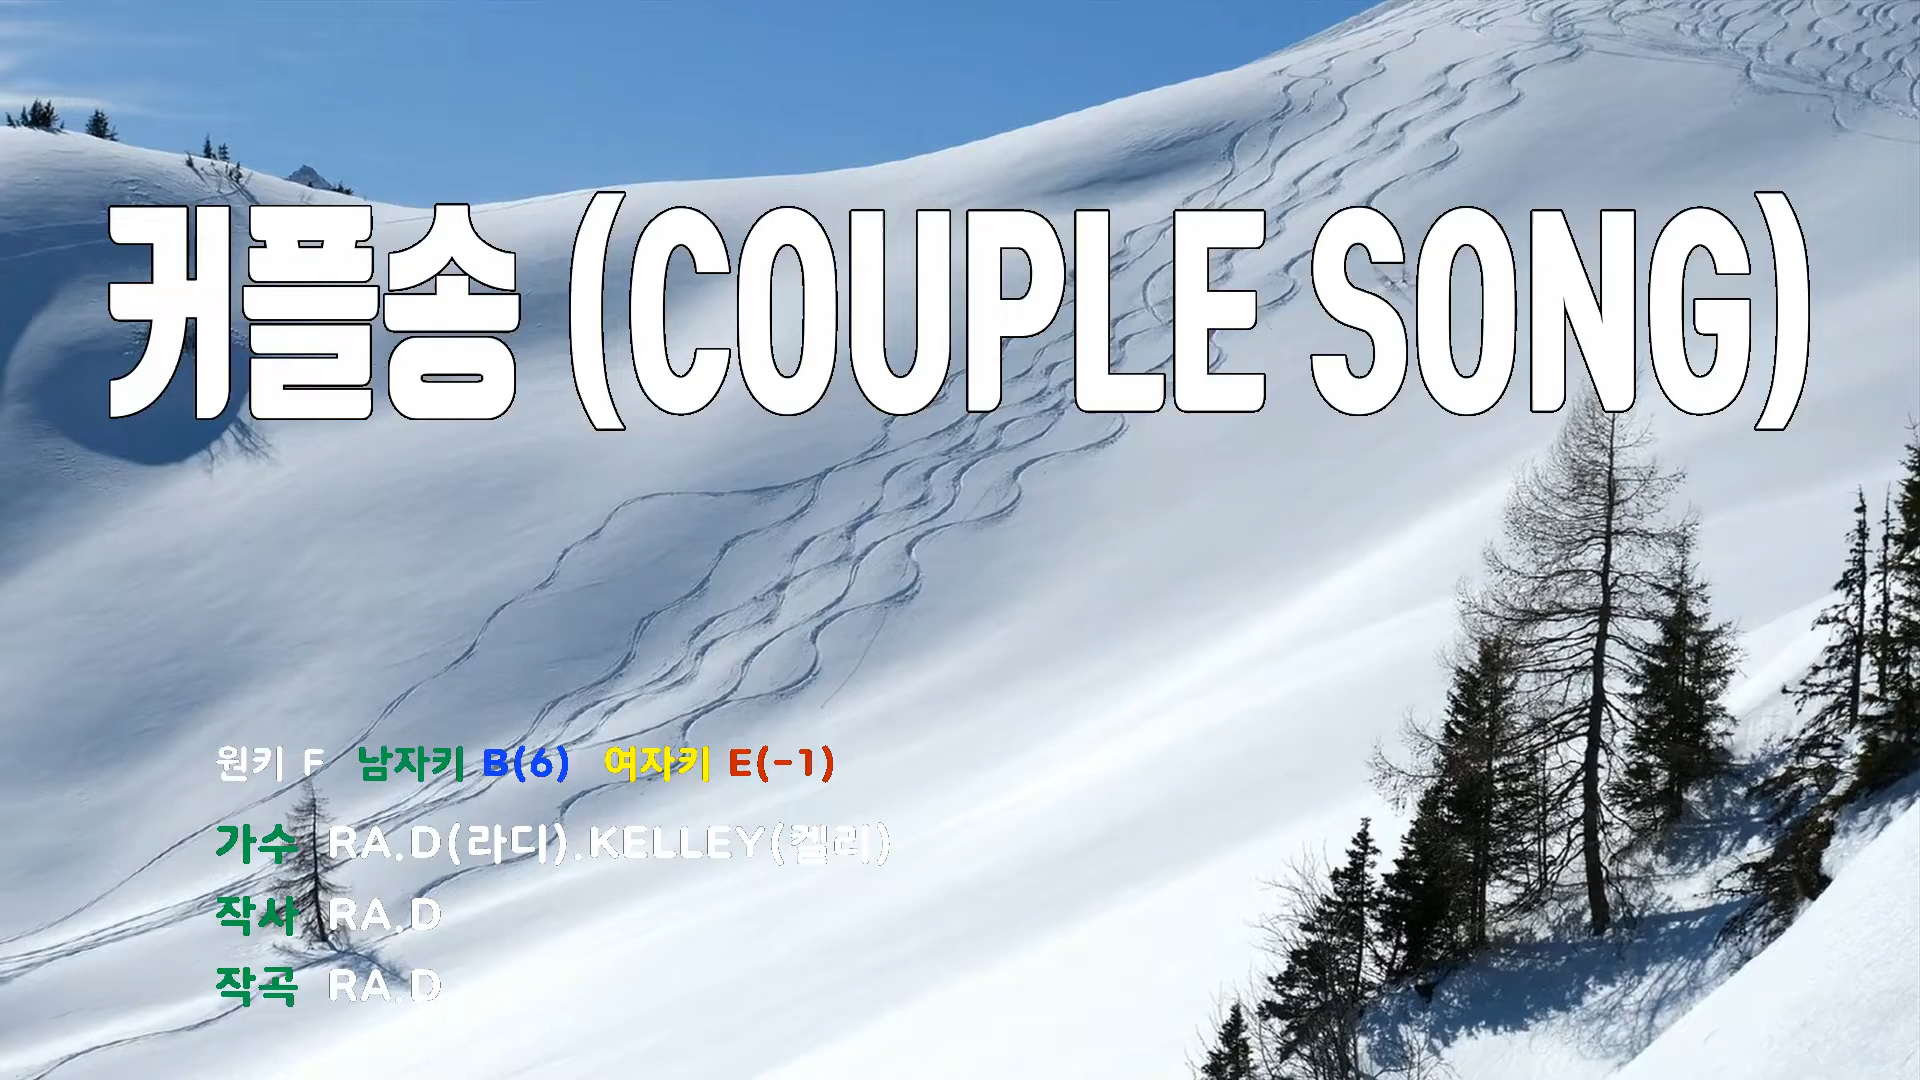 커플송 (COUPLE SONG)
원키 F 남자키 B(6) 여자키 E(-1)
가수 RA.D(라디).KELLEY(켈리)
작사 RA.D
작곡 RA.D